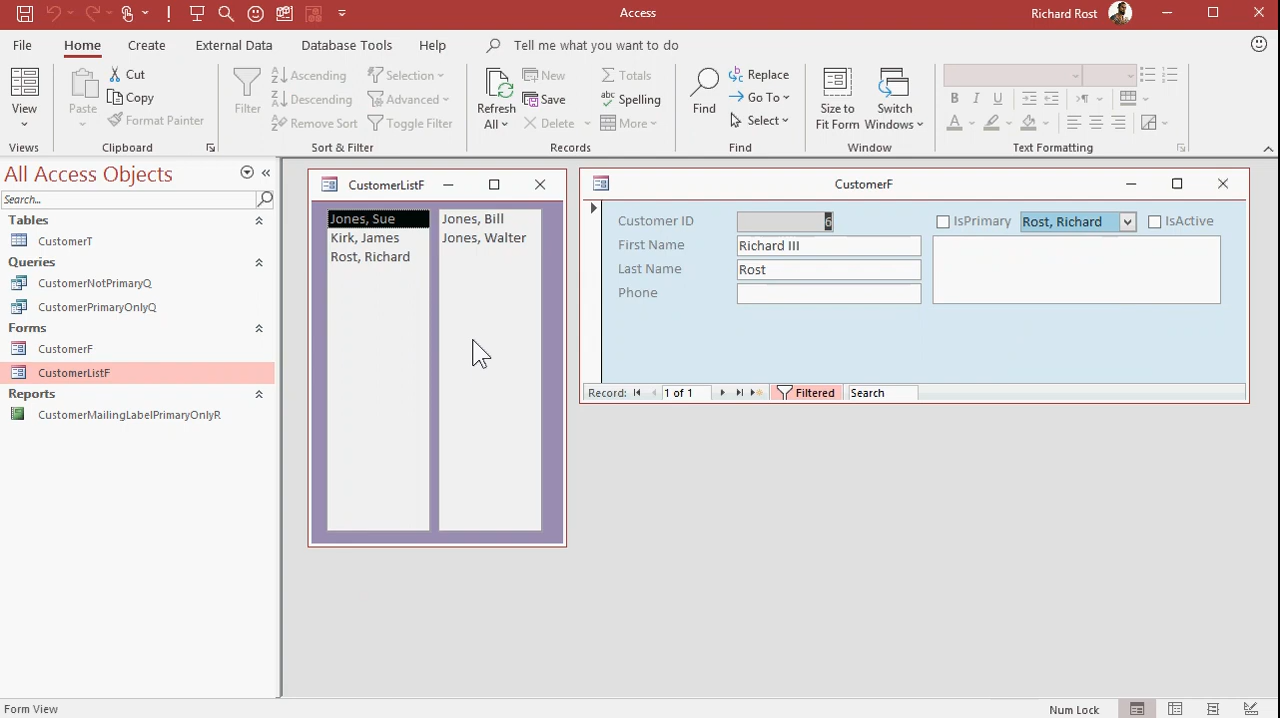 Access
Richard Rost
File
Home
Create
External Data
Database Tools
Help
Tell me what you want to do
View
Views
Paste
Cut
Copy
Format Painter
Clipboard
Filter
Ascending
Descending
Remove Sort
Selection
Advanced
Toggle Filter
Sort & Filter
Refresh
All
New
Save
Delete
Totals
Spelling
More
Records
Find
Replace
Go To
Select
Find
Size to
Fit Form
Switch
Windows
Window
B I U
A
Text Formatting
All Access Objects
Search...
Tables
CustomerT
Queries
CustomerNotPrimaryQ
CustomerPrimaryOnlyQ
Forms
CustomerF
CustomerListF
Reports
CustomerMailingLabelPrimaryOnlyR
CustomerListF
Jones, Sue
Kirk, James
Rost, Richard
Jones, Bill
Jones, Walter
CustomerF
Customer ID 6
IsPrimary Rost, Richard IsActive
First Name Richard III
Last Name Rost
Phone
Record: 1 of 1 Filtered Search
Form View
Num Lock